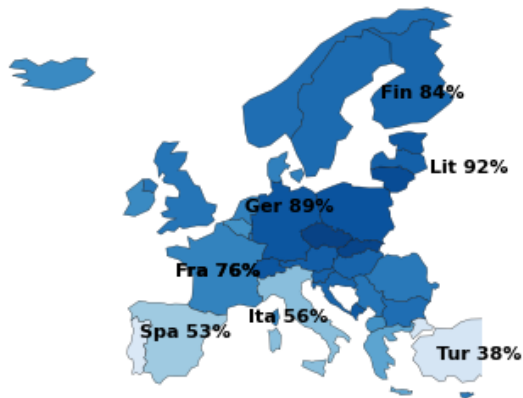 Fin 84%
Lit 92%
Ger 89%
Fra 76%
Ita 56%
Spa 53%
Tur 38%